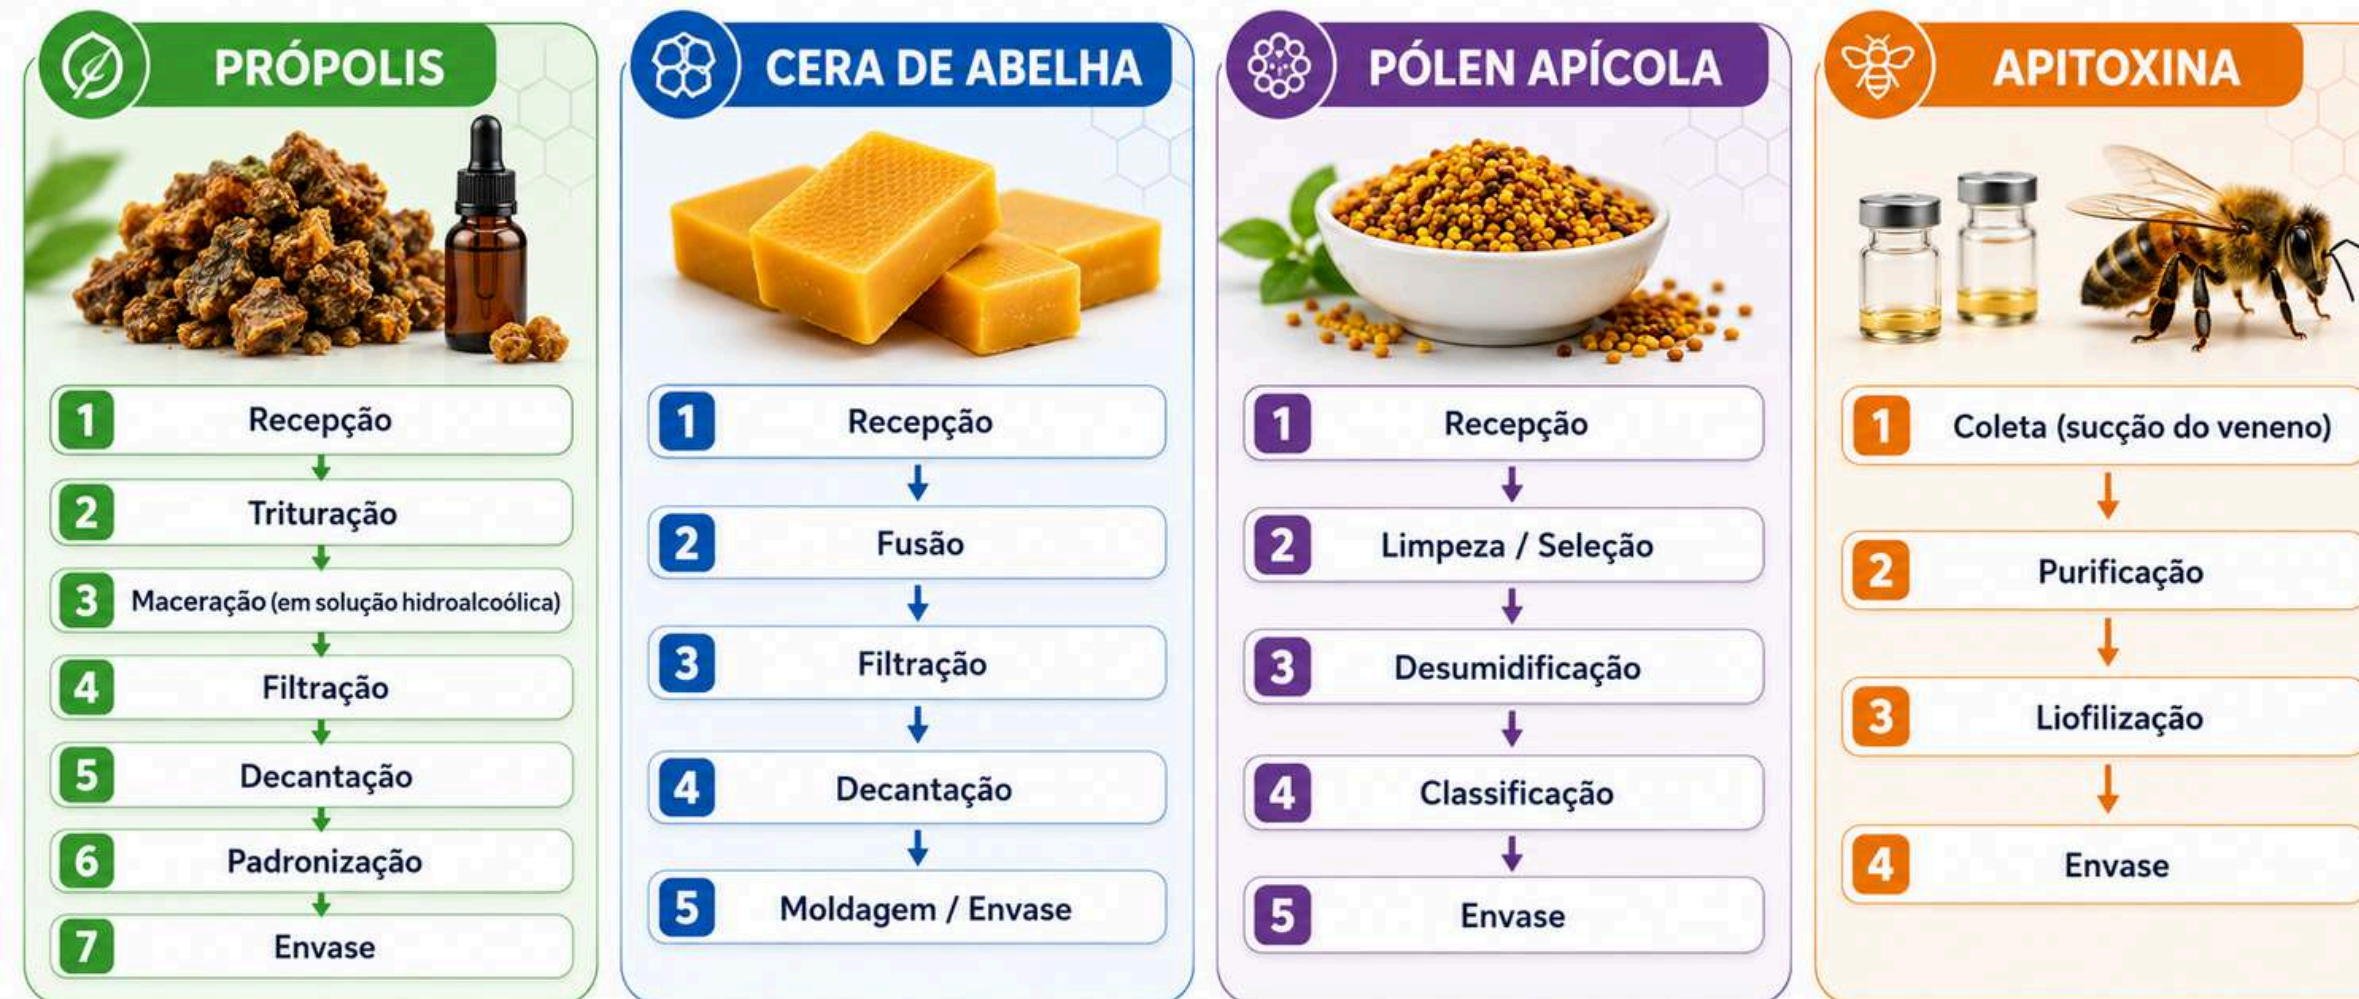 PRÓPOLIS
1 Recepção
2 Trituração
3 Maceração (em solução hidroalcoólica)
4 Filtração
5 Decantação
6 Padronização
7 Envase
CERA DE ABELHA
1 Recepção
2 Fusão
3 Filtração
4 Decantação
5 Moldagem / Envase
PÓLEN APÍCOLA
1 Recepção
2 Limpeza / Seleção
3 Desumidificação
4 Classificação
5 Envase
APITOXINA
1 Coleta (sucção do veneno)
2 Purificação
3 Liofilização
4 Envase